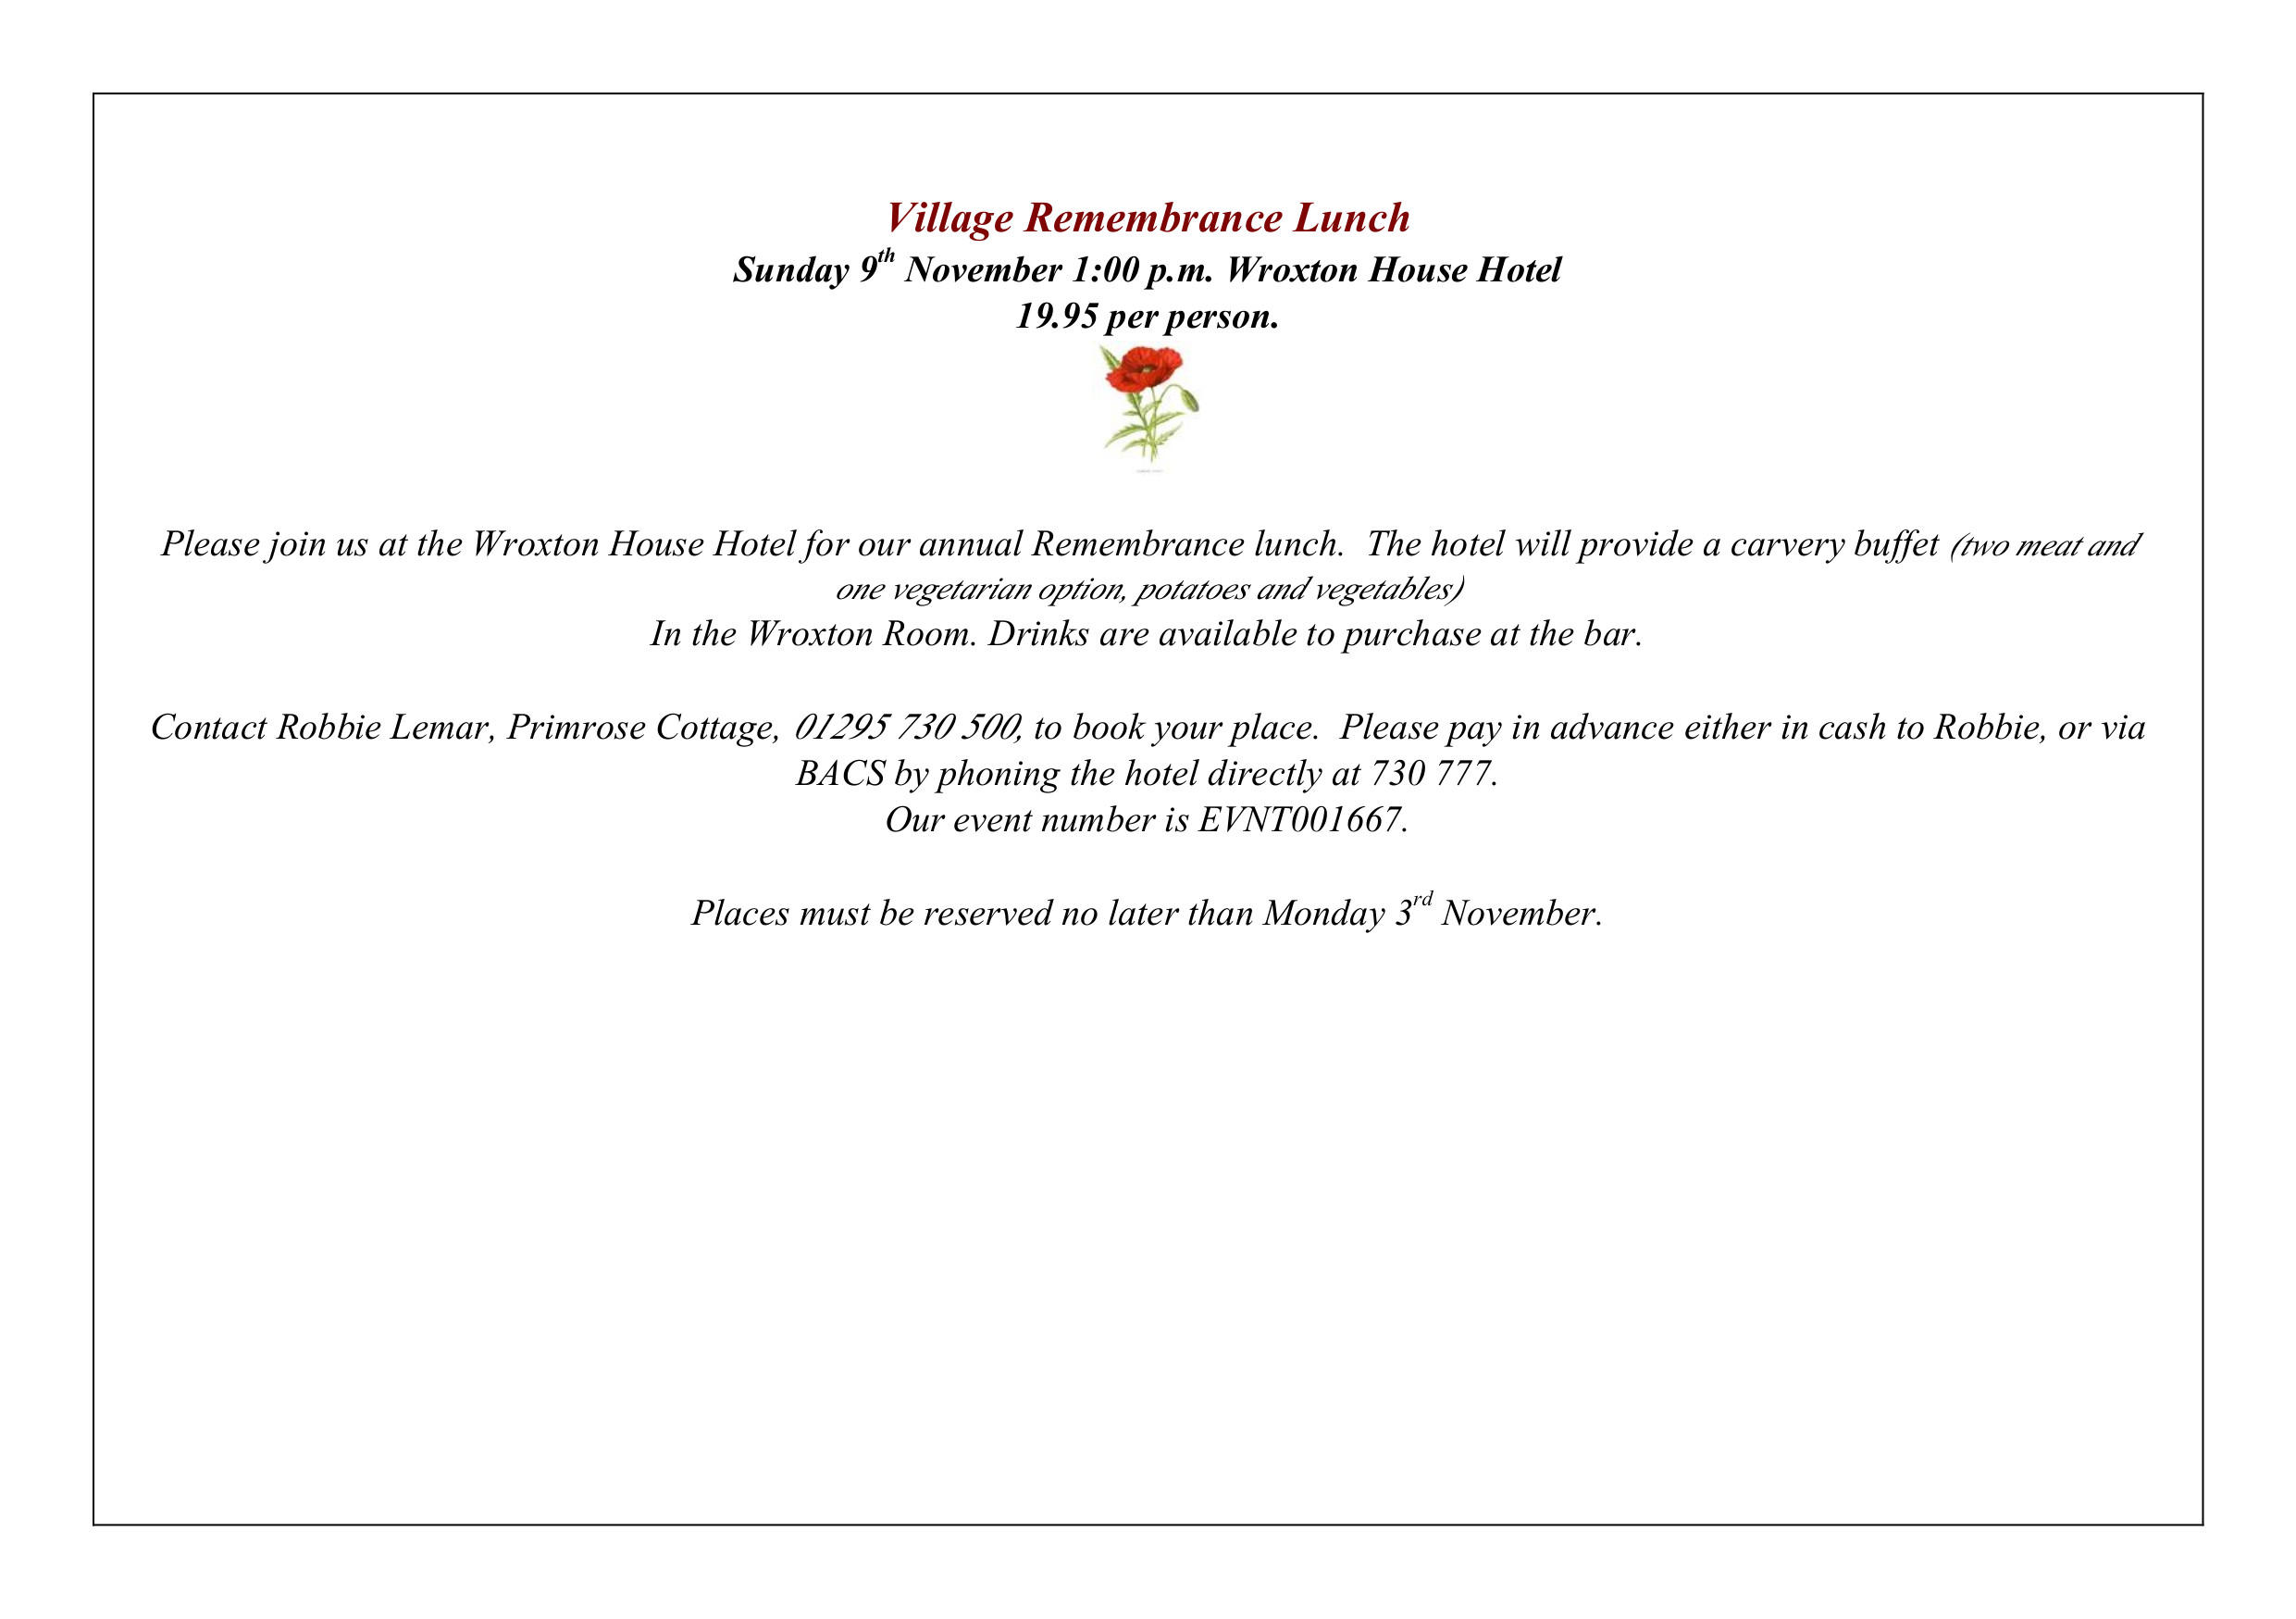 Village Remembrance Lunch
Sunday 9th November 1:00 p.m. Wroxton House Hotel
19.95 per person.
Please join us at the Wroxton House Hotel for our annual Remembrance lunch.  The hotel will provide a carvery buffet (two meat and
one vegetarian option, potatoes and vegetables)
In the Wroxton Room. Drinks are available to purchase at the bar.
Contact Robbie Lemar, Primrose Cottage, 01295 730 500, to book your place.  Please pay in advance either in cash to Robbie, or via
BACS by phoning the hotel directly at 730 777.
Our event number is EVNT001667.
Places must be reserved no later than Monday 3rd November.